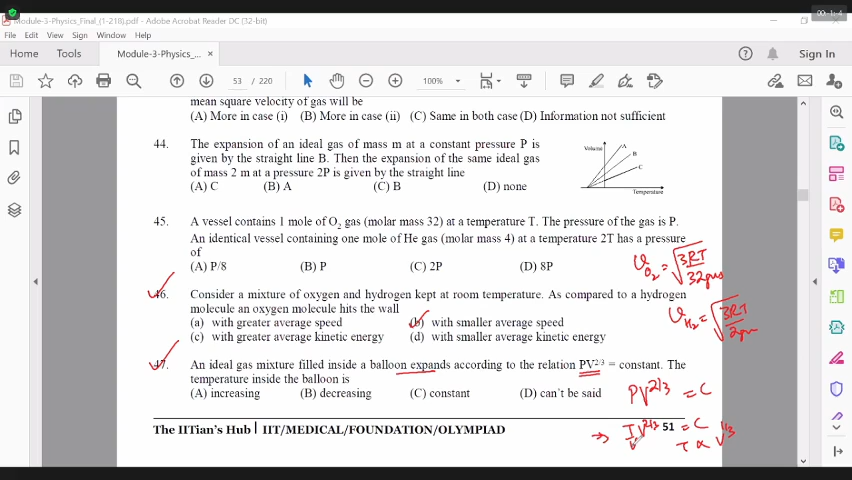 Module-3-Physics_Final_(1-218).pdf - Adobe Acrobat Reader DC (32-bit)
File Edit View Sign Window Help
Home Tools Module-3-Physics_... × Sign In
53 / 220 100%
mean square velocity of gas will be
(A) More in case (i) (B) More in case (ii) (C) Same in both case (D) Information not sufficient
44. The expansion of an ideal gas of mass m at a constant pressure P is
given by the straight line B. Then the expansion of the same ideal
gas of mass 2 m at a pressure 2P is given by the straight line
(A) C (B) A (C) B (D) none
Volume
A
B
C
Temperature
45. A vessel contains 1 mole of O₂ gas (molar mass 32) at a temperature T. The pressure of the gas is P.
An identical vessel containing one mole of He gas (molar mass 4) at a temperature 2T has a pressure
of
(A) P/8 (B) P (C) 2P (D) 8P
υO₂ = √3RT/32gms
46. Consider a mixture of oxygen and hydrogen kept at room temperature. As compared to a hydrogen
molecule an oxygen molecule hits the wall
(a) with greater average speed (b) with smaller average speed
(c) with greater average kinetic energy (d) with smaller average kinetic energy
υH₂ = √3RT/2gm
47. An ideal gas mixture filled inside a balloon expands according to the relation PV^2/3 = constant. The
temperature inside the balloon is
(A) increasing (B) decreasing (C) constant (D) can't be said
PV^2/3 = C
The IITian's Hub | IIT/MEDICAL/FOUNDATION/OLYMPIAD 51
⇒ T/V V^2/3 = C
T ∝ V^1/3